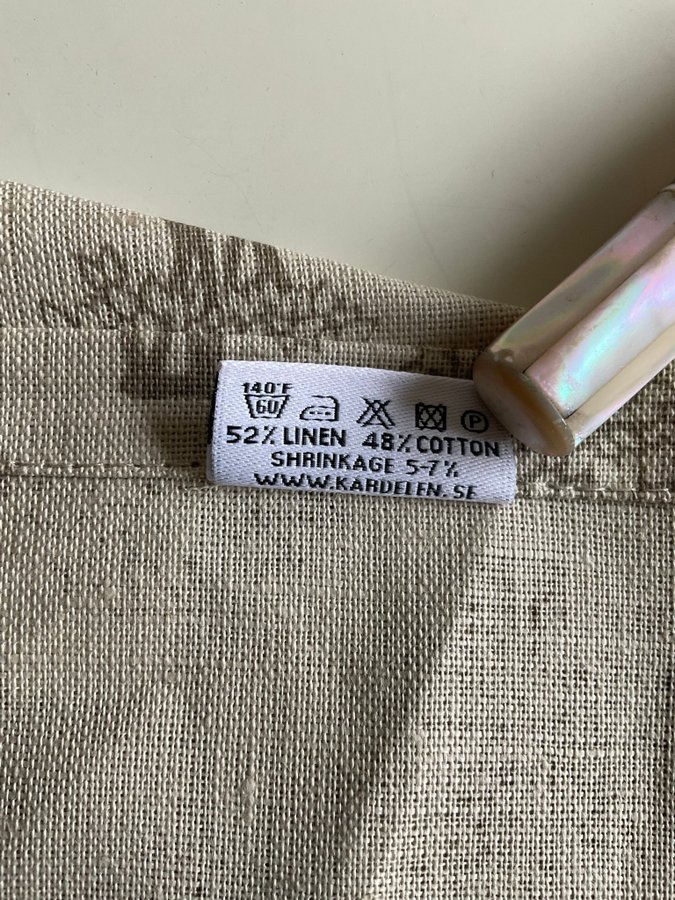 140°F
60 P
52% LINEN 48% COTTON
SHRINKAGE 5-7%
WWW.KARDELEN.SE